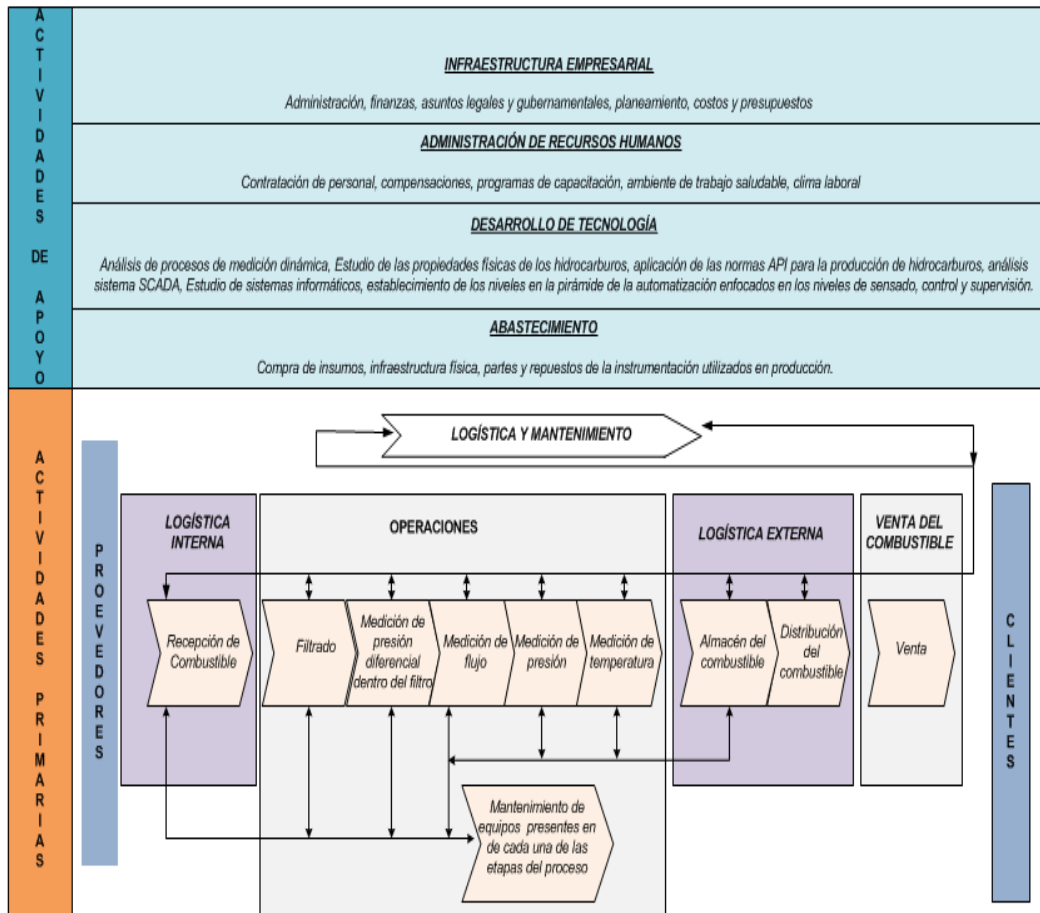 ACTIVIDADES DE APOYO
INFRAESTRUCTURA EMPRESARIAL
Administración, finanzas, asuntos legales y gubernamentales, planeamiento, costos y presupuestos
ADMINISTRACIÓN DE RECURSOS HUMANOS
Contratación de personal, compensaciones, programas de capacitación, ambiente de trabajo saludable, clima laboral
DESARROLLO DE TECNOLOGÍA
Análisis de procesos de medición dinámica, Estudio de las propiedades físicas de los hidrocarburos, aplicación de las normas API para la producción de hidrocarburos, análisis
sistema SCADA, Estudio de sistemas informáticos, establecimiento de los niveles en la pirámide de la automatización enfocados en los niveles de sensado, control y supervisión.
ABASTECIMIENTO
Compra de insumos, infraestructura física, partes y repuestos de la instrumentación utilizados en producción.
ACTIVIDADES PRIMARIAS
PROEVEDORES
LOGÍSTICA Y MANTENIMIENTO
LOGÍSTICA
INTERNA
OPERACIONES
LOGÍSTICA EXTERNA
VENTA DEL
COMBUSTIBLE
Recepción de
Combustible
Filtrado
Medición de
presión
diferencial
dentro del filtro
Medición de
flujo
Medición de
presión
Medición de
temperatura
Almacén del
combustible
Distribución
del
combustible
Venta
CLIENTES
Mantenimiento de
equipos presentes en
de cada una de las
etapas del proceso